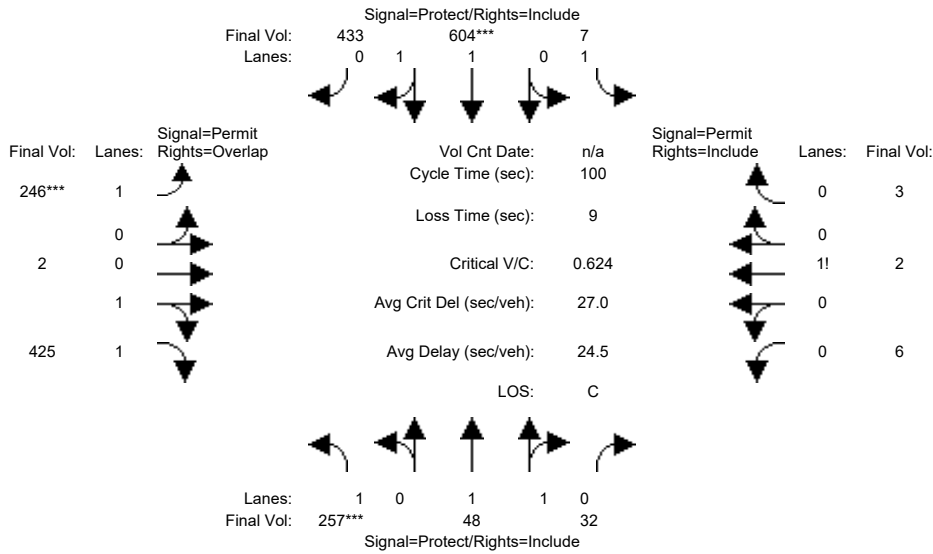 Signal=Protect/Rights=Include
Final Vol: 433 604*** 7
Lanes: 0 1 1 0 1
Signal=Permit
Final Vol: Lanes: Rights=Overlap
Signal=Permit
Rights=Include Lanes: Final Vol:
Vol Cnt Date: n/a
Cycle Time (sec): 100
246*** 1
0 3
Loss Time (sec): 9
0
0
2 0
Critical V/C: 0.624
1! 2
1
Avg Crit Del (sec/veh): 27.0
0
425 1
Avg Delay (sec/veh): 24.5
0 6
LOS: C
Lanes: 1 0 1 1 0
Final Vol: 257*** 48 32
Signal=Protect/Rights=Include